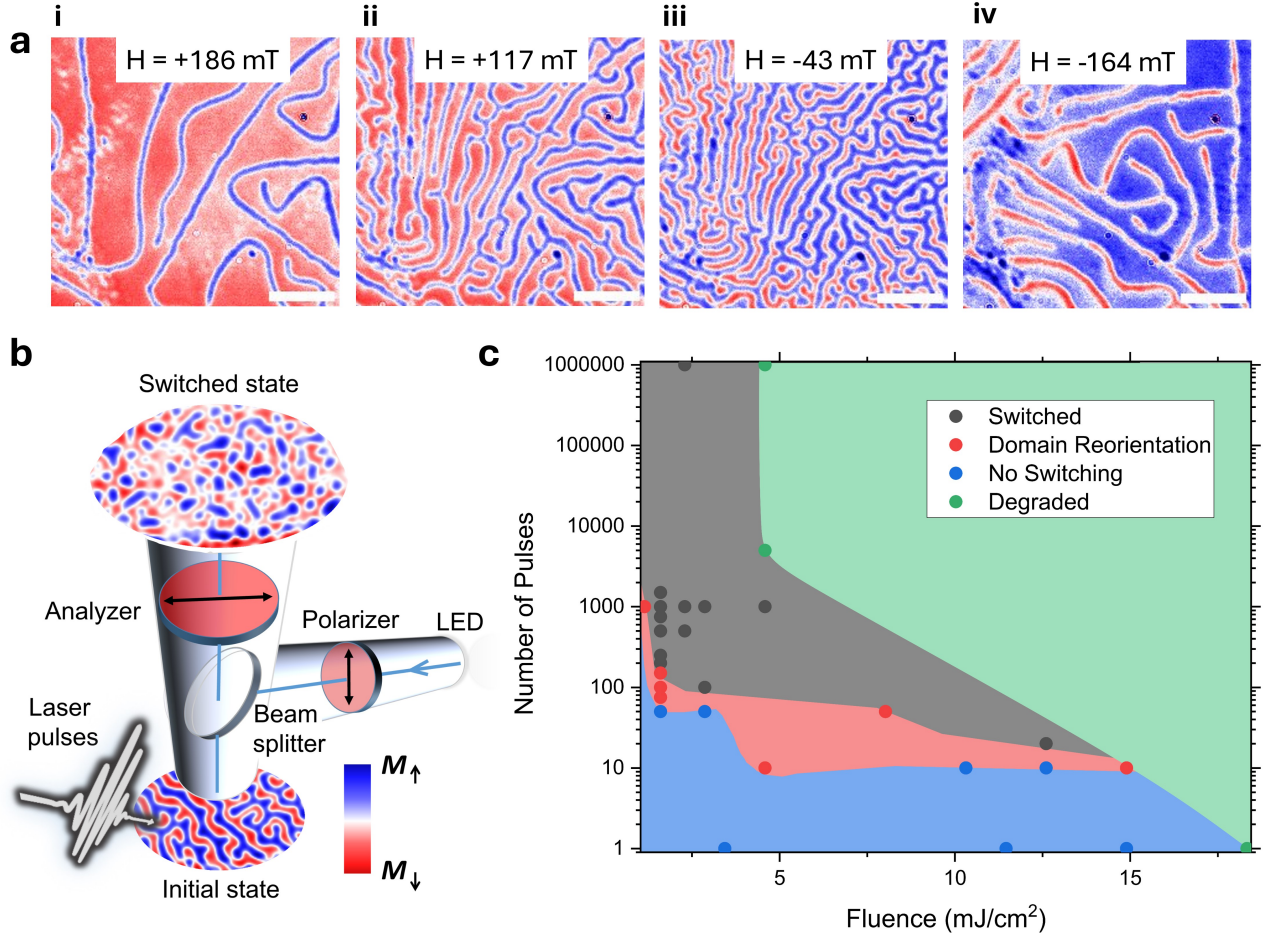 i
ii
iii
iv
a
H = +186 mT
H = +117 mT
H = -43 mT
H = -164 mT
b
Switched state
Analyzer
Polarizer
LED
Laser
pulses
Beam
splitter
M↑
M↓
Initial state
c
1000000
100000
10000
1000
100
10
1
Number of Pulses
Switched
Domain Reorientation
No Switching
Degraded
5
10
15
Fluence (mJ/cm²)